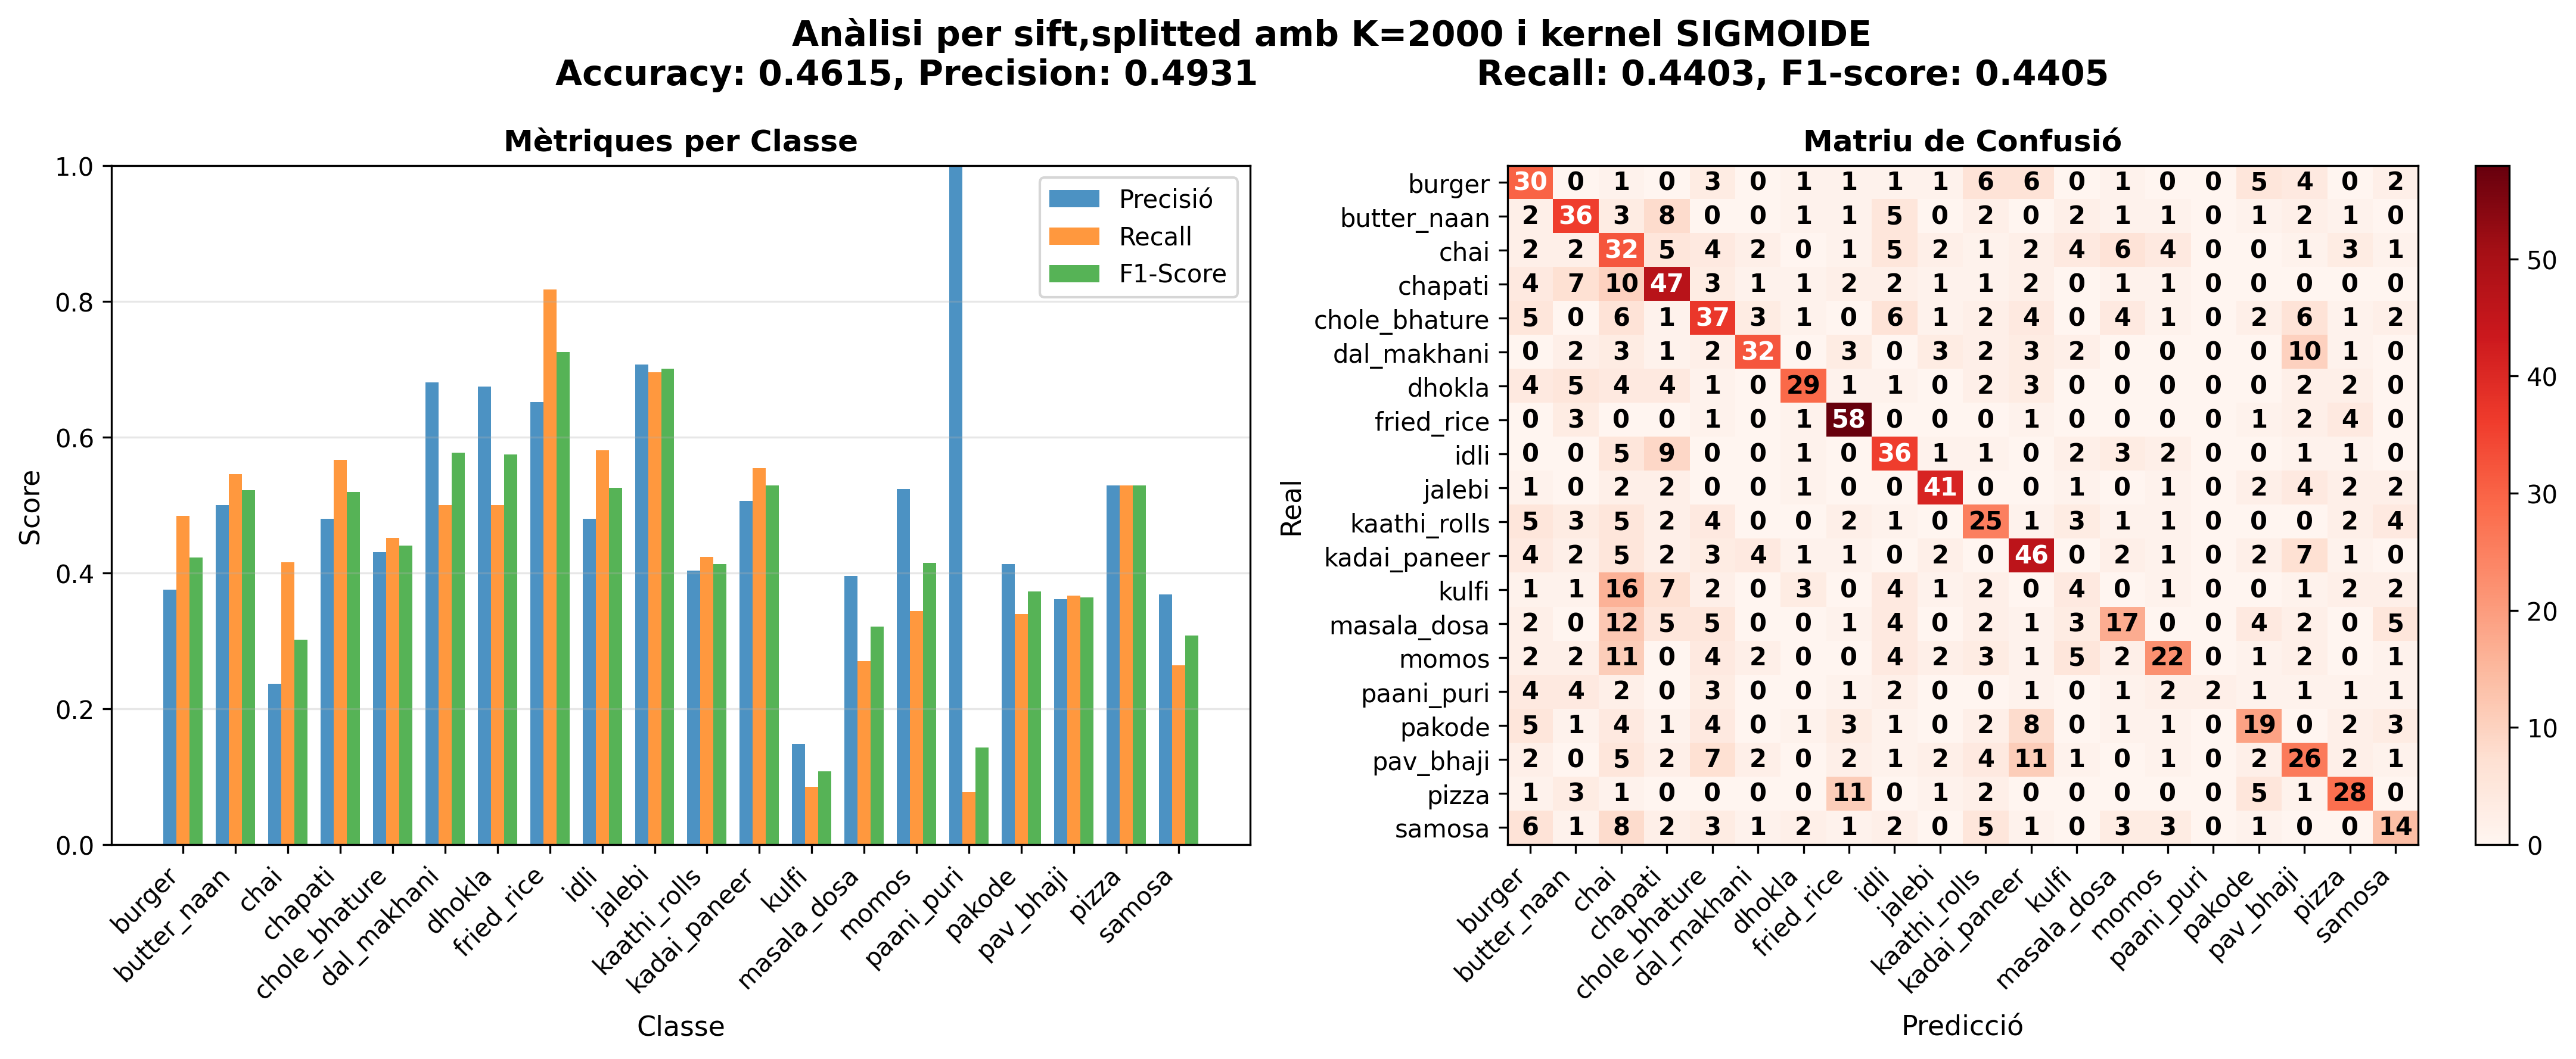 Anàlisi per sift,splitted amb K=2000 i kernel SIGMOIDE
Accuracy: 0.4615, Precision: 0.4931 Recall: 0.4403, F1-score: 0.4405
Mètriques per Classe
Precisió
Recall
F1-Score
1.0
0.8
0.6
0.4
0.2
0.0
Score
burger
butter_naan
chai
chapati
chole_bhature
dal_makhani
dhokla
fried_rice
idli
jalebi
kaathi_rolls
kadai_paneer
kulfi
masala_dosa
momos
paani_puri
pakode
pav_bhaji
pizza
samosa
Classe
Matriu de Confusió
Real
burger 30 0 1 0 3 0 1 1 1 1 6 6 0 1 0 0 5 4 0 2
butter_naan 2 36 3 8 0 0 1 1 5 0 2 0 2 1 1 0 1 2 1 0
chai 2 2 32 5 4 2 0 1 5 2 1 2 4 6 4 0 0 1 3 1
chapati 4 7 10 47 3 1 1 2 2 1 1 2 0 1 1 0 0 0 0 0
chole_bhature 5 0 6 1 37 3 1 0 6 1 2 4 0 4 1 0 2 6 1 2
dal_makhani 0 2 3 1 2 32 0 3 0 3 2 3 2 0 0 0 0 10 1 0
dhokla 4 5 4 4 1 0 29 1 1 0 2 3 0 0 0 0 0 2 2 0
fried_rice 0 3 0 0 1 0 1 58 0 0 0 1 0 0 0 0 1 2 4 0
idli 0 0 5 9 0 0 1 0 36 1 1 0 2 3 2 0 0 1 1 0
jalebi 1 0 2 2 0 0 1 0 0 41 0 0 1 0 1 0 2 4 2 2
kaathi_rolls 5 3 5 2 4 0 0 2 1 0 25 1 3 1 1 0 0 0 2 4
kadai_paneer 4 2 5 2 3 4 1 1 0 2 0 46 0 2 1 0 2 7 1 0
kulfi 1 1 16 7 2 0 3 0 4 1 2 0 4 0 1 0 0 1 2 2
masala_dosa 2 0 12 5 5 0 0 1 4 0 2 1 3 17 0 0 4 2 0 5
momos 2 2 11 0 4 2 0 0 4 2 3 1 5 2 22 0 1 2 0 1
paani_puri 4 4 2 0 3 0 0 1 2 0 0 1 0 1 2 2 1 1 1 1
pakode 5 1 4 1 4 0 1 3 1 0 2 8 0 1 1 0 19 0 2 3
pav_bhaji 2 0 5 2 7 2 0 2 1 2 4 11 1 0 1 0 2 26 2 1
pizza 1 3 1 0 0 0 0 11 0 1 2 0 0 0 0 0 5 1 28 0
samosa 6 1 8 2 3 1 2 1 2 0 5 1 0 3 3 0 1 0 0 14
burger
butter_naan
chai
chapati
chole_bhature
dal_makhani
dhokla
fried_rice
idli
jalebi
kaathi_rolls
kadai_paneer
kulfi
masala_dosa
momos
paani_puri
pakode
pav_bhaji
pizza
samosa
Predicció
50
40
30
20
10
0